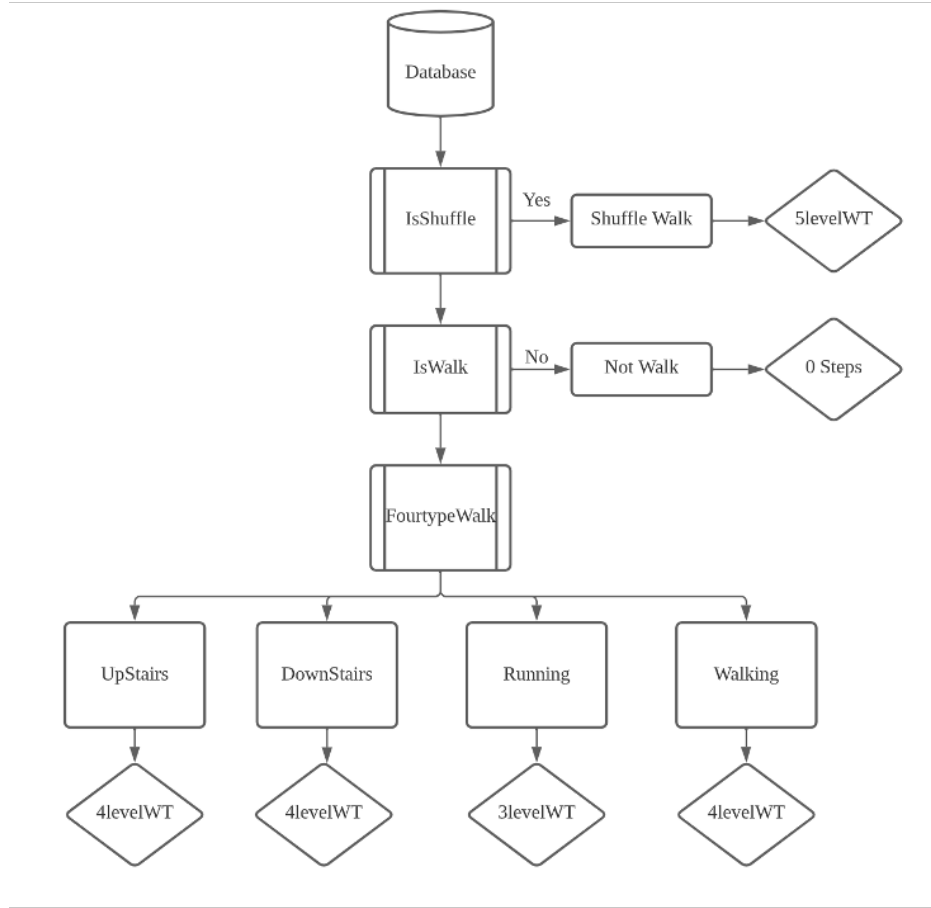 Database
IsShuffle
Yes
Shuffle Walk
5levelWT
IsWalk
No
Not Walk
0 Steps
FourtypeWalk
UpStairs
DownStairs
Running
Walking
4levelWT
4levelWT
3levelWT
4levelWT